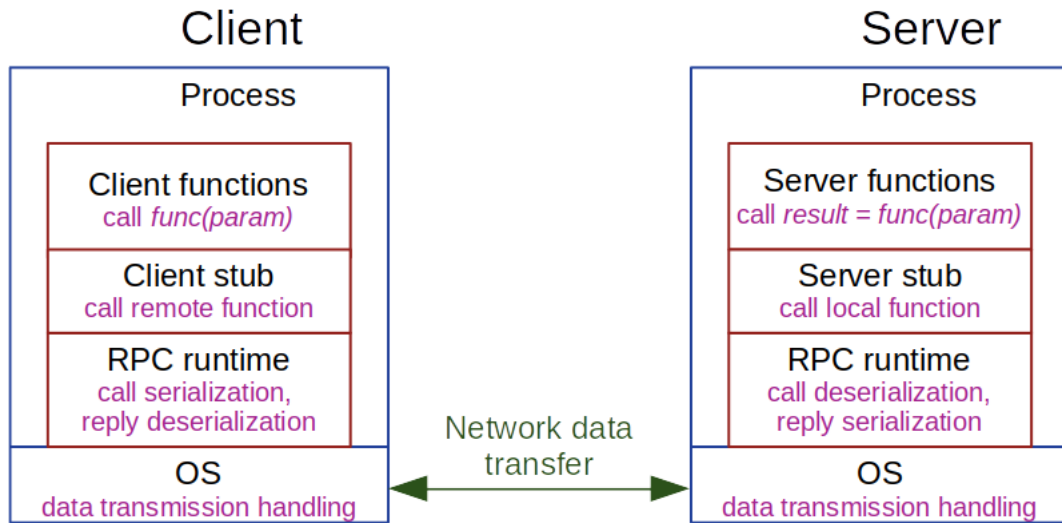 Client
Process
Client functions
call func(param)
Client stub
call remote function
RPC runtime
call serialization,
reply deserialization
OS
data transmission handling
Network data
transfer
Server
Process
Server functions
call result = func(param)
Server stub
call local function
RPC runtime
call deserialization,
reply serialization
OS
data transmission handling